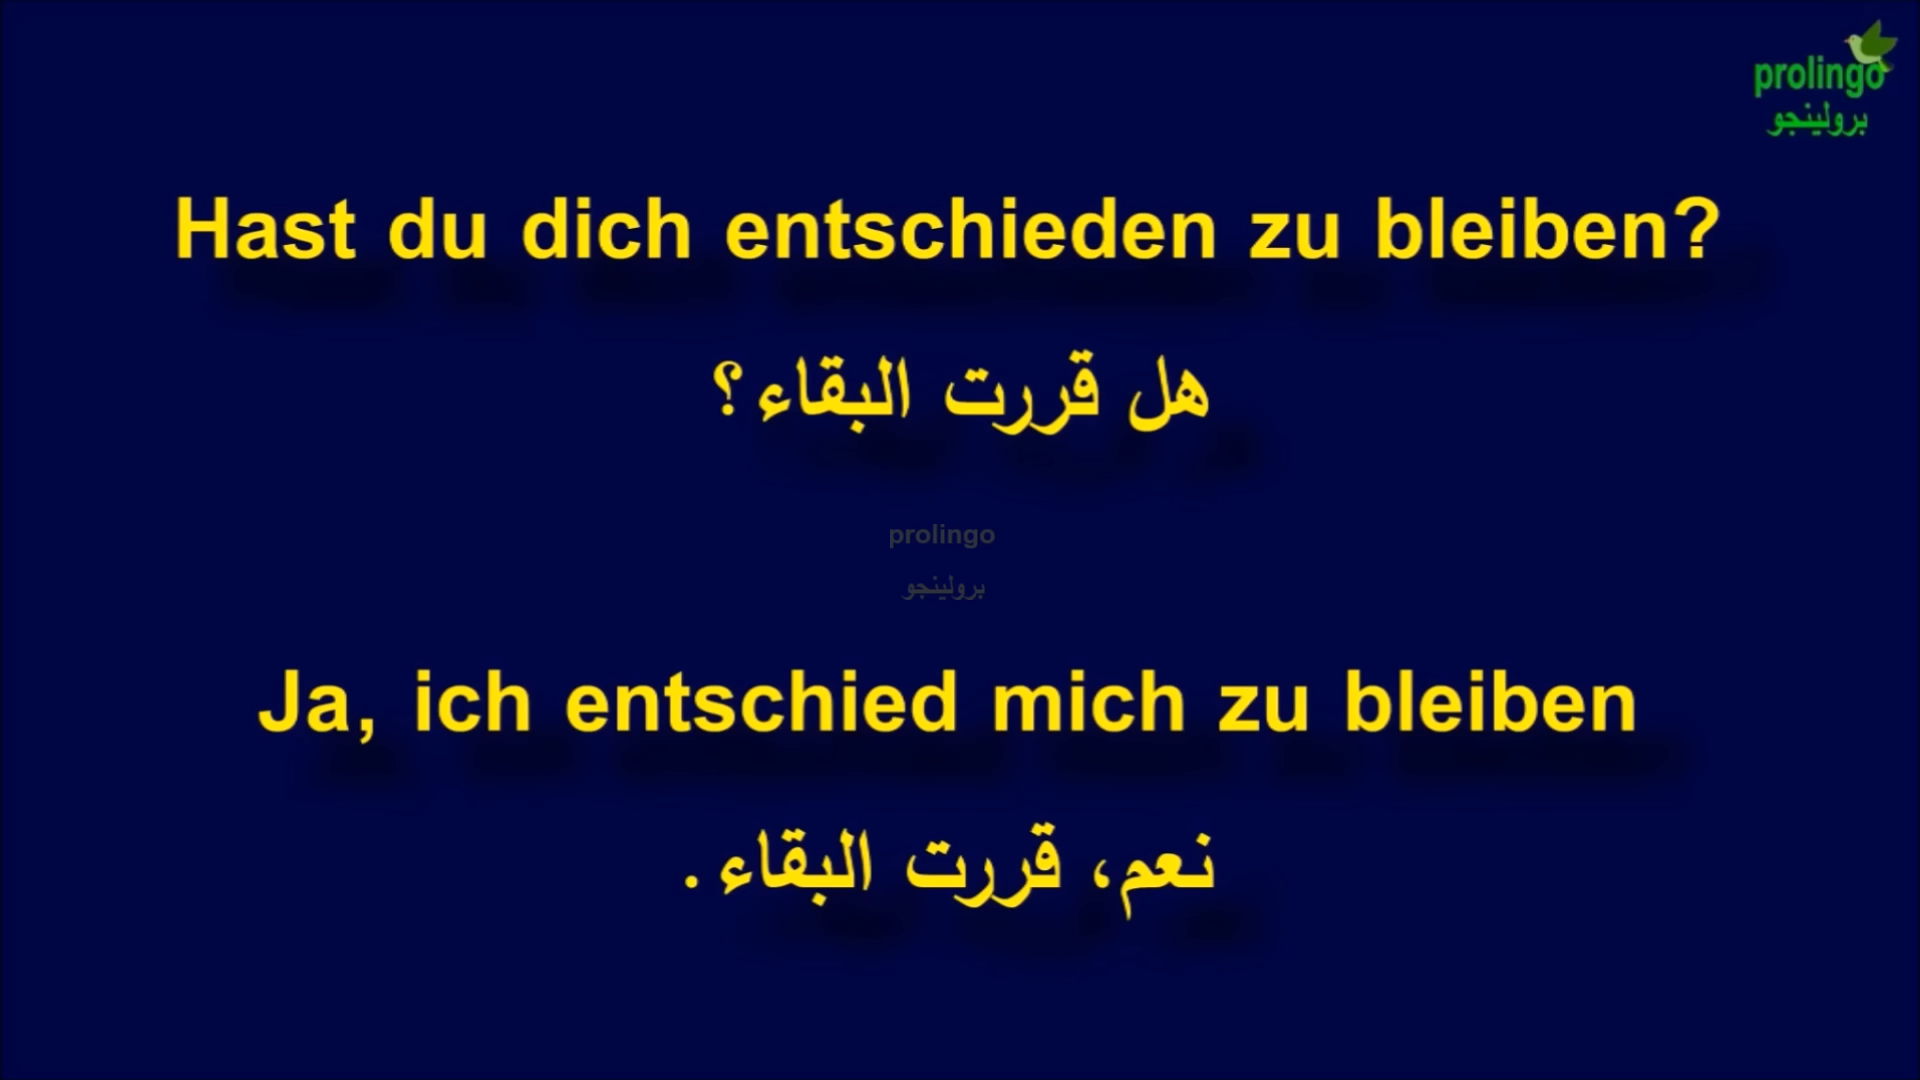 prolingo
برولينجو
Hast du dich entschieden zu bleiben?
هل قررت البقاء ؟
prolingo
برولينجو
Ja, ich entschied mich zu bleiben
نعم، قررت البقاء .